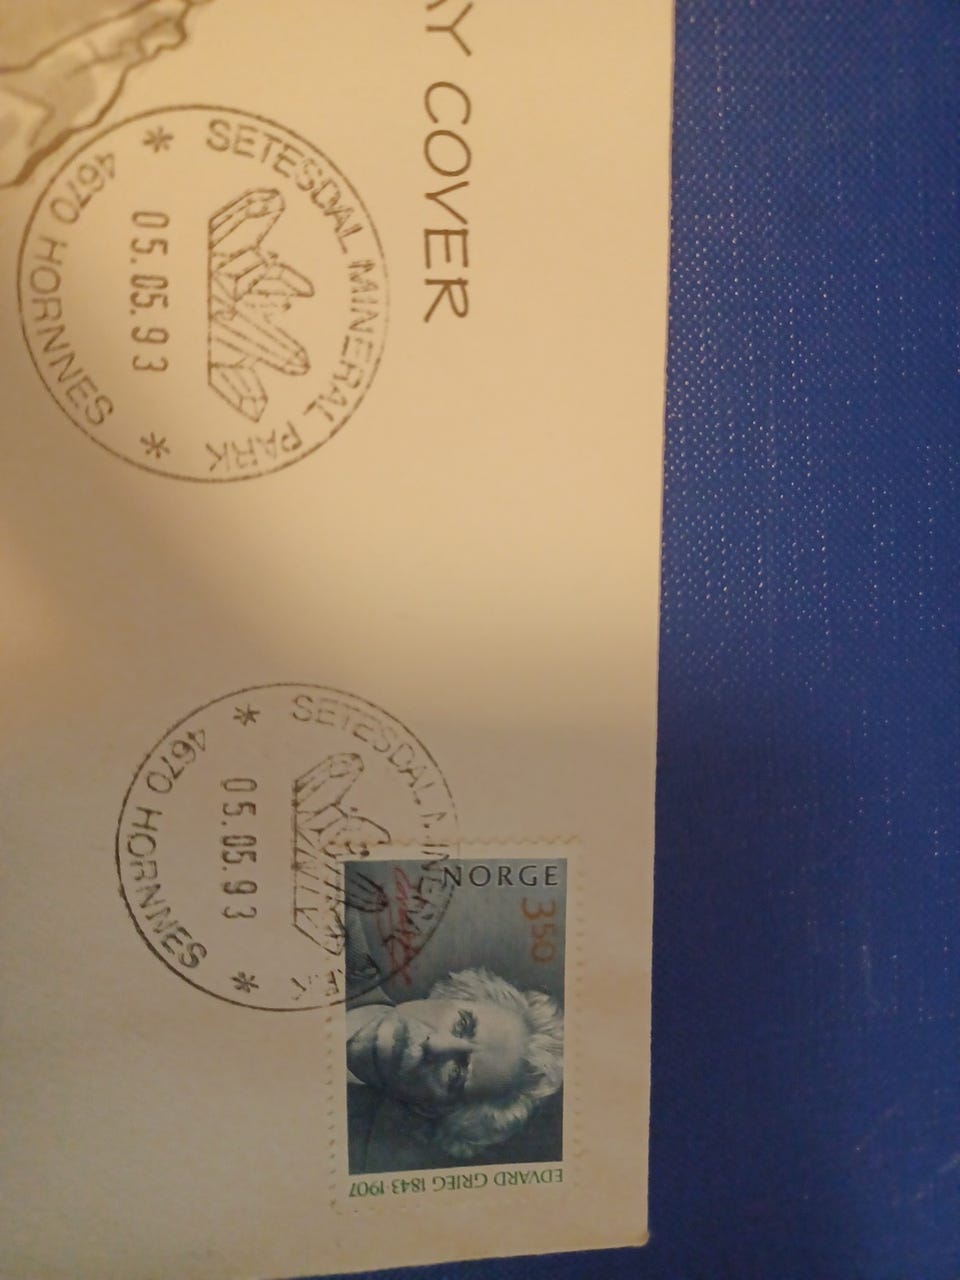 AY COVER
SETESDAL MINERAL PARK
05.05.93
* 4670 HORNNES *
SETESDAL MINER
05.05.93
* 4670 HORNNES *
NORGE
350
EDVARD GRIEG 1843-1907